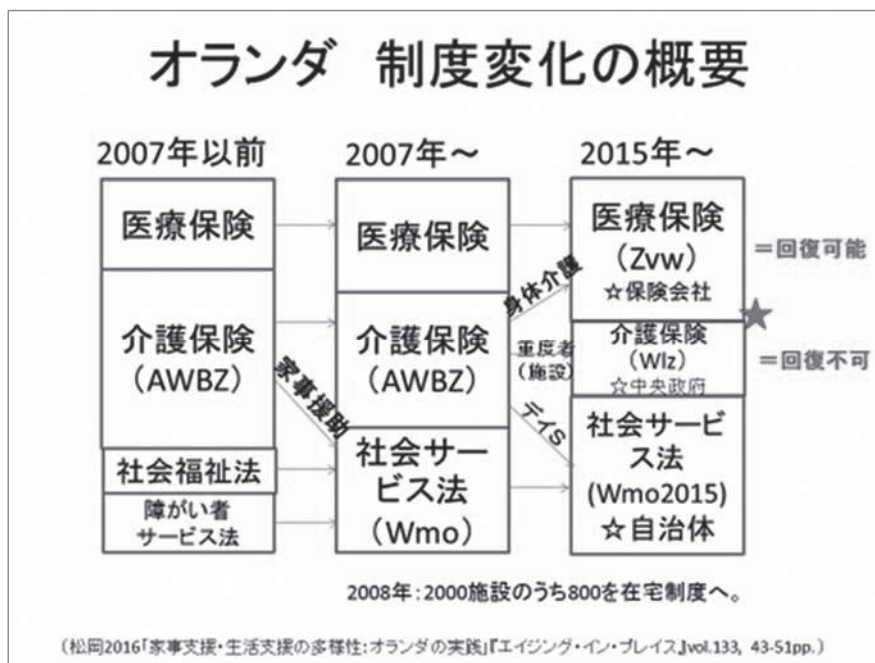 オランダ 制度変化の概要
2007年以前
2007年～
2015年～
医療保険
介護保険
(AWBZ)
社会福祉法
障がい者
サービス法
家事援助
医療保険
介護保険
(AWBZ)
社会サー
ビス法
(Wmo)
身体介護
重度者
(施設)
デイS
医療保険
(Zvw)
☆保険会社
介護保険
(Wlz)
☆中央政府
社会サービ
ス法
(Wmo2015)
☆自治体
＝回復可能
★
＝回復不可
2008年：2000施設のうち800を在宅制度へ。
（松岡2016「家事支援・生活支援の多様性：オランダの実践」『エイジング・イン・プレイス』vol.133, 43-51pp.）